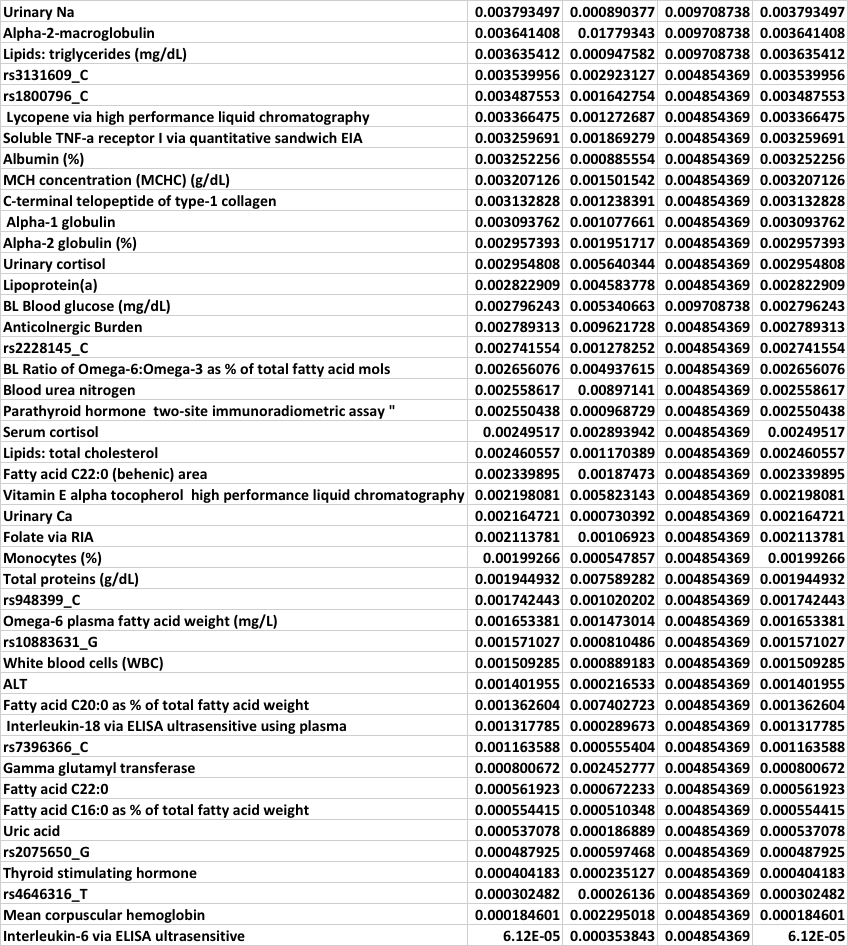 Urinary Na 0.003793497 0.000890377 0.009708738 0.003793497
Alpha-2-macroglobulin 0.003641408 0.01779343 0.009708738 0.003641408
Lipids: triglycerides (mg/dL) 0.003635412 0.000947582 0.009708738 0.003635412
rs3131609_C 0.003539956 0.002923127 0.004854369 0.003539956
rs1800796_C 0.003487553 0.001642754 0.004854369 0.003487553
Lycopene via high performance liquid chromatography 0.003366475 0.001272687 0.004854369 0.003366475
Soluble TNF-a receptor I via quantitative sandwich EIA 0.003259691 0.001869279 0.004854369 0.003259691
Albumin (%) 0.003252256 0.000885554 0.004854369 0.003252256
MCH concentration (MCHC) (g/dL) 0.003207126 0.001501542 0.004854369 0.003207126
C-terminal telopeptide of type-1 collagen 0.003132828 0.001238391 0.004854369 0.003132828
Alpha-1 globulin 0.003093762 0.001077661 0.004854369 0.003093762
Alpha-2 globulin (%) 0.002957393 0.001951717 0.004854369 0.002957393
Urinary cortisol 0.002954808 0.005640344 0.004854369 0.002954808
Lipoprotein(a) 0.002822909 0.004583778 0.004854369 0.002822909
BL Blood glucose (mg/dL) 0.002796243 0.005340663 0.009708738 0.002796243
Anticolnergic Burden 0.002789313 0.009621728 0.004854369 0.002789313
rs2228145_C 0.002741554 0.001278252 0.004854369 0.002741554
BL Ratio of Omega-6:Omega-3 as % of total fatty acid mols 0.002656076 0.004937615 0.004854369 0.002656076
Blood urea nitrogen 0.002558617 0.00897141 0.004854369 0.002558617
Parathyroid hormone  two-site immunoradiometric assay " 0.002550438 0.000968729 0.004854369 0.002550438
Serum cortisol 0.00249517 0.002893942 0.004854369 0.00249517
Lipids: total cholesterol 0.002460557 0.001170389 0.004854369 0.002460557
Fatty acid C22:0 (behenic) area 0.002339895 0.00187473 0.004854369 0.002339895
Vitamin E alpha tocopherol  high performance liquid chromatography 0.002198081 0.005823143 0.004854369 0.002198081
Urinary Ca 0.002164721 0.000730392 0.004854369 0.002164721
Folate via RIA 0.002113781 0.00106923 0.004854369 0.002113781
Monocytes (%) 0.00199266 0.000547857 0.004854369 0.00199266
Total proteins (g/dL) 0.001944932 0.007589282 0.004854369 0.001944932
rs948399_C 0.001742443 0.001020202 0.004854369 0.001742443
Omega-6 plasma fatty acid weight (mg/L) 0.001653381 0.001473014 0.004854369 0.001653381
rs10883631_G 0.001571027 0.000810486 0.004854369 0.001571027
White blood cells (WBC) 0.001509285 0.000889183 0.004854369 0.001509285
ALT 0.001401955 0.000216533 0.004854369 0.001401955
Fatty acid C20:0 as % of total fatty acid weight 0.001362604 0.007402723 0.004854369 0.001362604
Interleukin-18 via ELISA ultrasensitive using plasma 0.001317785 0.000289673 0.004854369 0.001317785
rs7396366_C 0.001163588 0.000555404 0.004854369 0.001163588
Gamma glutamyl transferase 0.000800672 0.002452777 0.004854369 0.000800672
Fatty acid C22:0 0.000561923 0.000672233 0.004854369 0.000561923
Fatty acid C16:0 as % of total fatty acid weight 0.000554415 0.000510348 0.004854369 0.000554415
Uric acid 0.000537078 0.000186889 0.004854369 0.000537078
rs2075650_G 0.000487925 0.000597468 0.004854369 0.000487925
Thyroid stimulating hormone 0.000404183 0.000235127 0.004854369 0.000404183
rs4646316_T 0.000302482 0.00026136 0.004854369 0.000302482
Mean corpuscular hemoglobin 0.000184601 0.002295018 0.004854369 0.000184601
Interleukin-6 via ELISA ultrasensitive 6.12E-05 0.000353843 0.004854369 6.12E-05